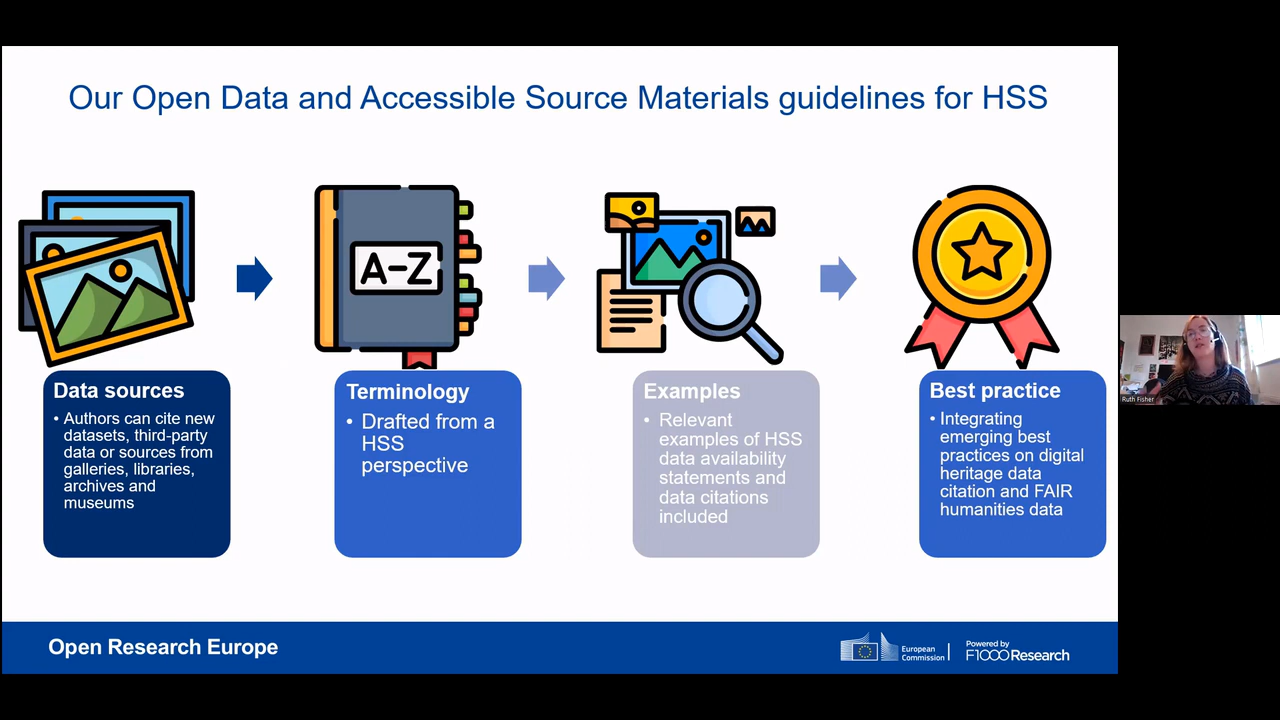 Our Open Data and Accessible Source Materials guidelines for HSS
A-Z
Data sources
• Authors can cite new
datasets, third-party
data or sources from
galleries, libraries,
archives and
museums
Terminology
• Drafted from a
HSS
perspective
Examples
• Relevant
examples of HSS
data availability
statements and
data citations
included
Best practice
• Integrating
emerging best
practices on digital
heritage data
citation and FAIR
humanities data
Ruth Fisher
Open Research Europe
European
Commission
Powered by
F1000Research